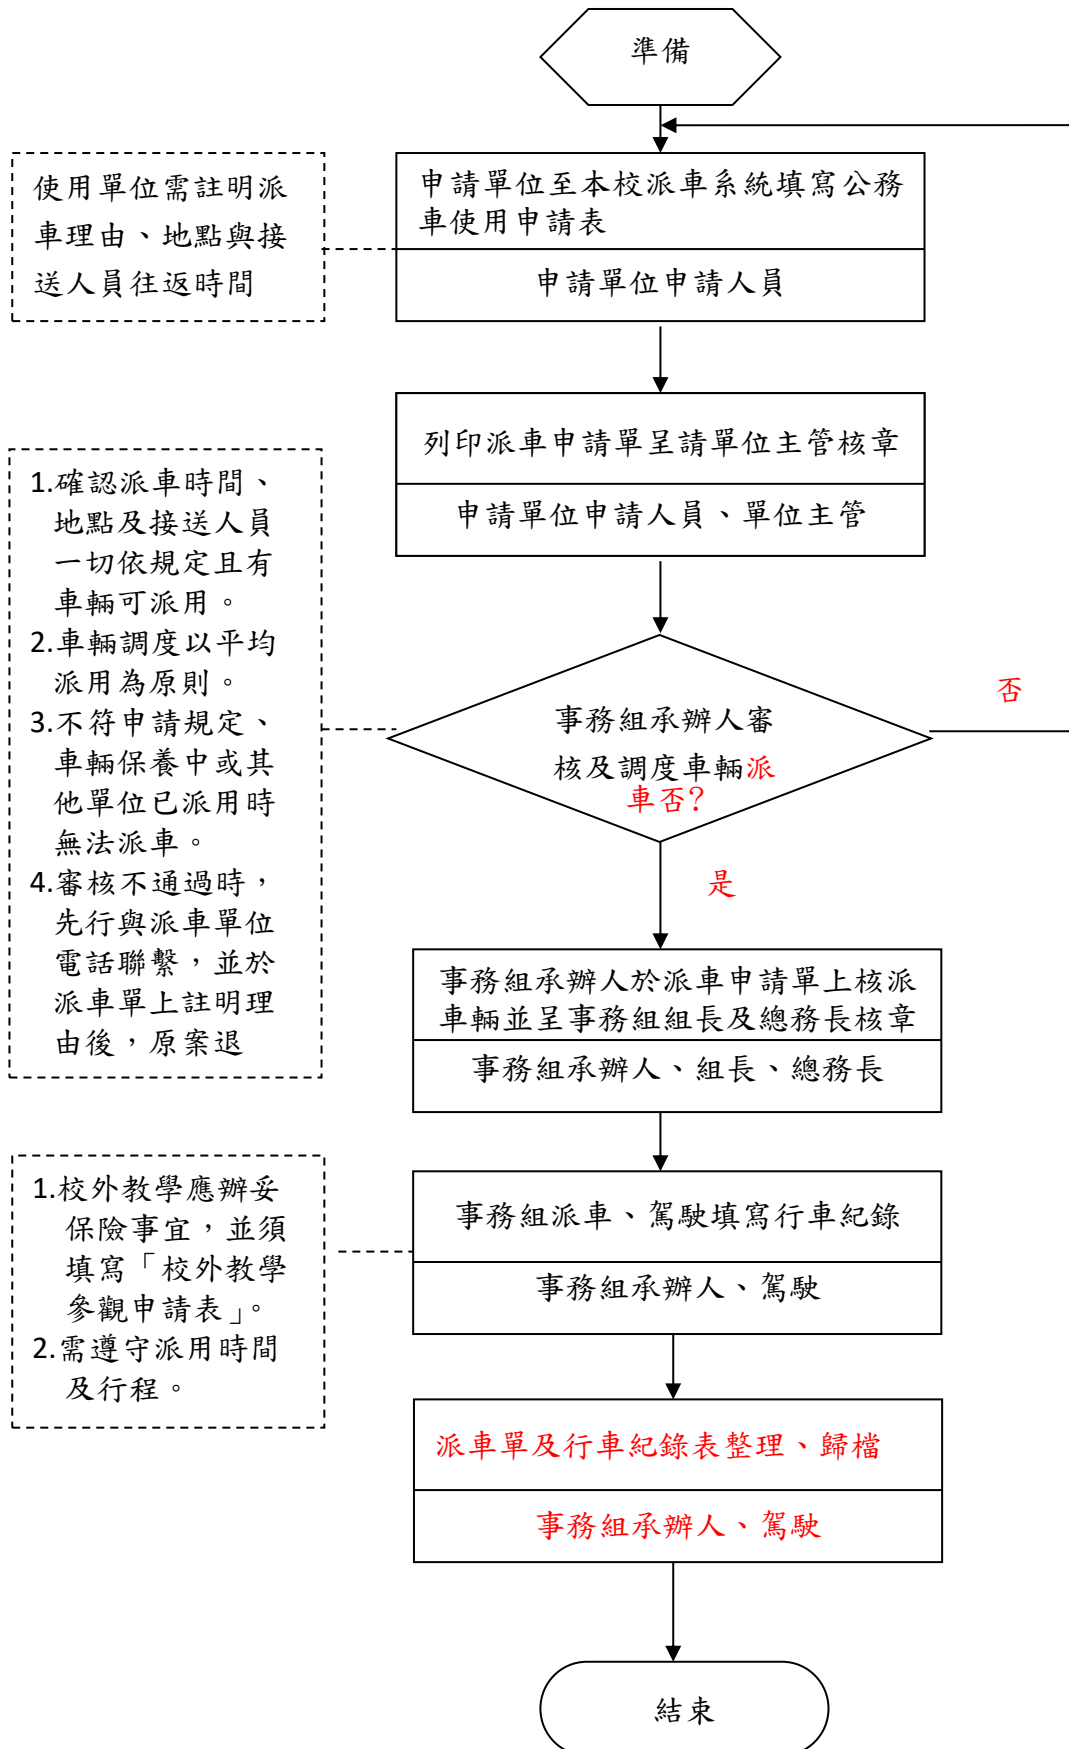 準備
使用單位需註明派
車理由、地點與接
送人員往返時間
申請單位至本校派車系統填寫公務
車使用申請表
申請單位申請人員
列印派車申請單呈請單位主管核章
申請單位申請人員、單位主管
1.確認派車時間、
地點及接送人員
一切依規定且有
車輛可派用。
2.車輛調度以平均
派用為原則。
3.不符申請規定、
車輛保養中或其
他單位已派用時
無法派車。
4.審核不通過時，
先行與派車單位
電話聯繫，並於
派車單上註明理
由後，原案退
事務組承辦人審
核及調度車輛派
車否?
否
是
事務組承辦人於派車申請單上核派
車輛並呈事務組組長及總務長核章
事務組承辦人、組長、總務長
1.校外教學應辦妥
保險事宜，並須
填寫「校外教學
參觀申請表」。
2.需遵守派用時間
及行程。
事務組派車、駕駛填寫行車紀錄
事務組承辦人、駕駛
派車單及行車紀錄表整理、歸檔
事務組承辦人、駕駛
結束